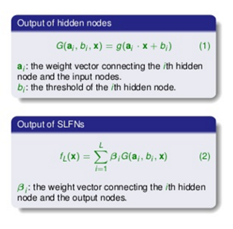 Output of hidden nodes
G(aᵢ, bᵢ, x) = g(aᵢ · x + bᵢ) (1)
aᵢ: the weight vector connecting the ith hidden
node and the input nodes.
bᵢ: the threshold of the ith hidden node.
Output of SLFNs
f_L(x) = ∑_{i=1}^{L} βᵢG(aᵢ, bᵢ, x) (2)
βᵢ: the weight vector connecting the ith hidden
node and the output nodes.